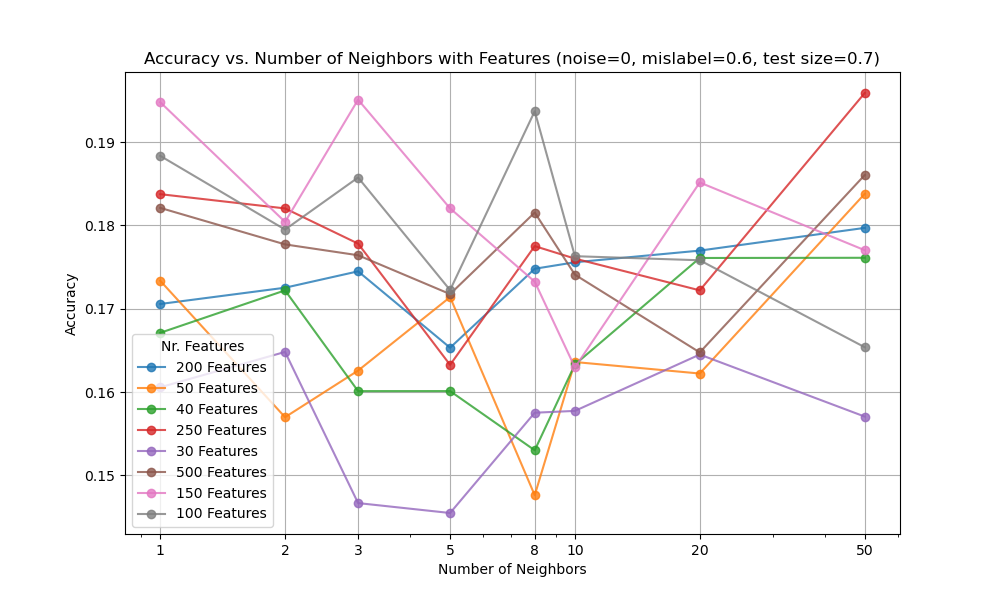 Accuracy vs. Number of Neighbors with Features (noise=0, mislabel=0.6, test size=0.7)
Accuracy
0.19
0.18
0.17
0.16
0.15
Nr. Features
200 Features
50 Features
40 Features
250 Features
30 Features
500 Features
150 Features
100 Features
1 2 3 5 8 10 20 50
Number of Neighbors